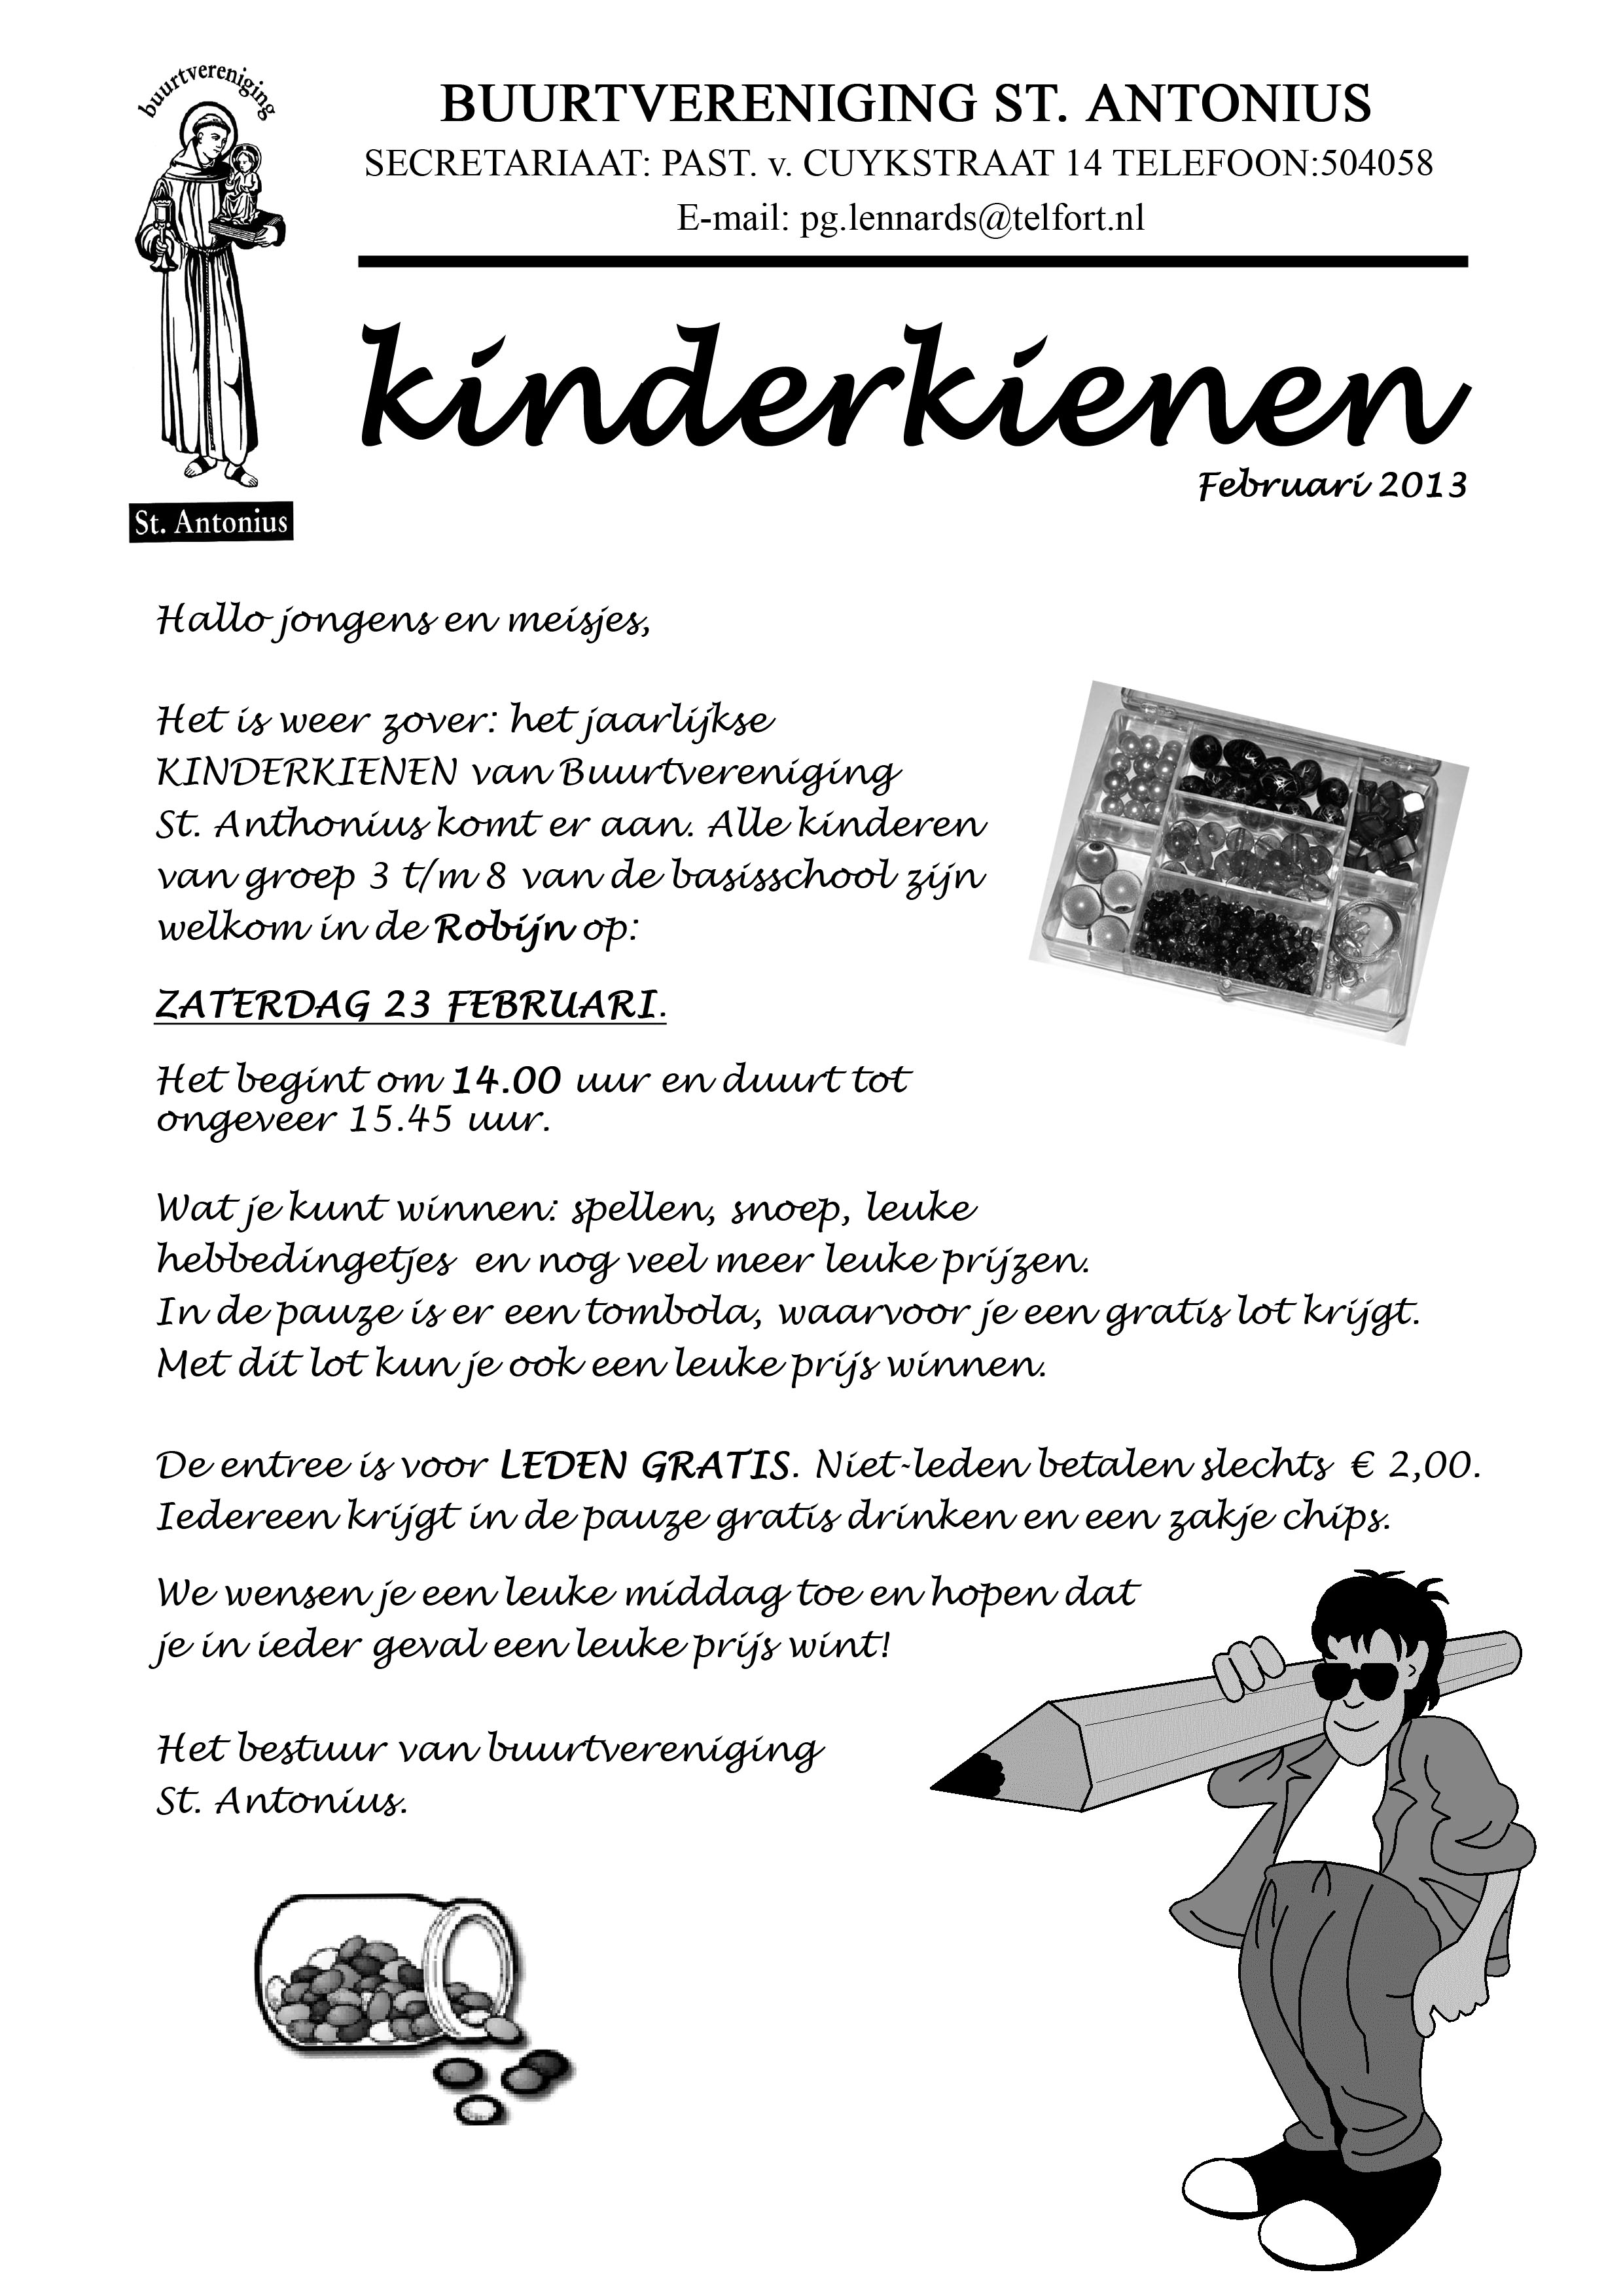 buurtvereniging
St. Antonius
BUURTVERENIGING ST. ANTONIUS
SECRETARIAAT: PAST. v. CUYKSTRAAT 14 TELEFOON:504058
E-mail: pg.lennards@telfort.nl
kinderkienen
Februari 2013
Hallo jongens en meisjes,
Het is weer zover: het jaarlijkse
KINDERKIENEN van Buurtvereniging
St. Anthonius komt er aan. Alle kinderen
van groep 3 t/m 8 van de basisschool zijn
welkom in de Robijn op:
ZATERDAG 23 FEBRUARI.
Het begint om 14.00 uur en duurt tot
ongeveer 15.45 uur.
Wat je kunt winnen: spellen, snoep, leuke
hebbedingetjes en nog veel meer leuke prijzen.
In de pauze is er een tombola, waarvoor je een gratis lot krijgt.
Met dit lot kun je ook een leuke prijs winnen.
De entree is voor LEDEN GRATIS. Niet-leden betalen slechts € 2,00.
Iedereen krijgt in de pauze gratis drinken en een zakje chips.
We wensen je een leuke middag toe en hopen dat
je in ieder geval een leuke prijs wint!
Het bestuur van buurtvereniging
St. Antonius.